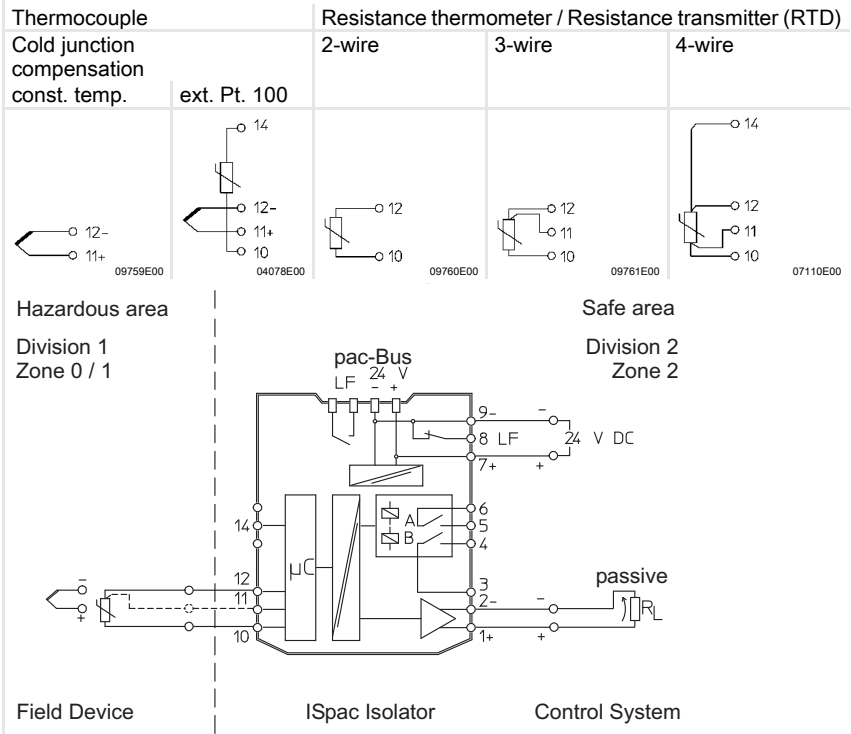 Thermocouple
Resistance thermometer / Resistance transmitter (RTD)
Cold junction
compensation
const. temp.
ext. Pt. 100
2-wire
3-wire
4-wire
12-
11+
09759E00
14
12-
11+
10
04078E00
12
10
09760E00
12
11
10
09761E00
14
12
11
10
07110E00
Hazardous area
Safe area
Division 1
Zone 0 / 1
Division 2
Zone 2
pac-Bus
LF
24 V
- +
9-
-
8 LF
24 V DC
7+
+
14
A
B
6
5
4
µC
12
11
10
3
2-
1+
-
+
-
+
passive
RL
Field Device
ISpac Isolator
Control System